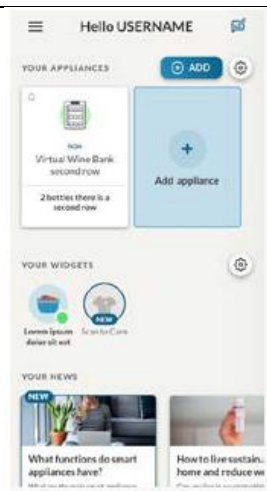 Hello USERNAME
YOUR APPLIANCES
ADD
Virtual Wine Bank
second row
2 bottles there is a
second row
Add appliance
YOUR WIDGETS
NEW
Lorem ipsum
dolor sit est
Scan to Care
YOUR NEWS
NEW
What functions do smart
appliances have?
How to live sustain...
home and reduce we